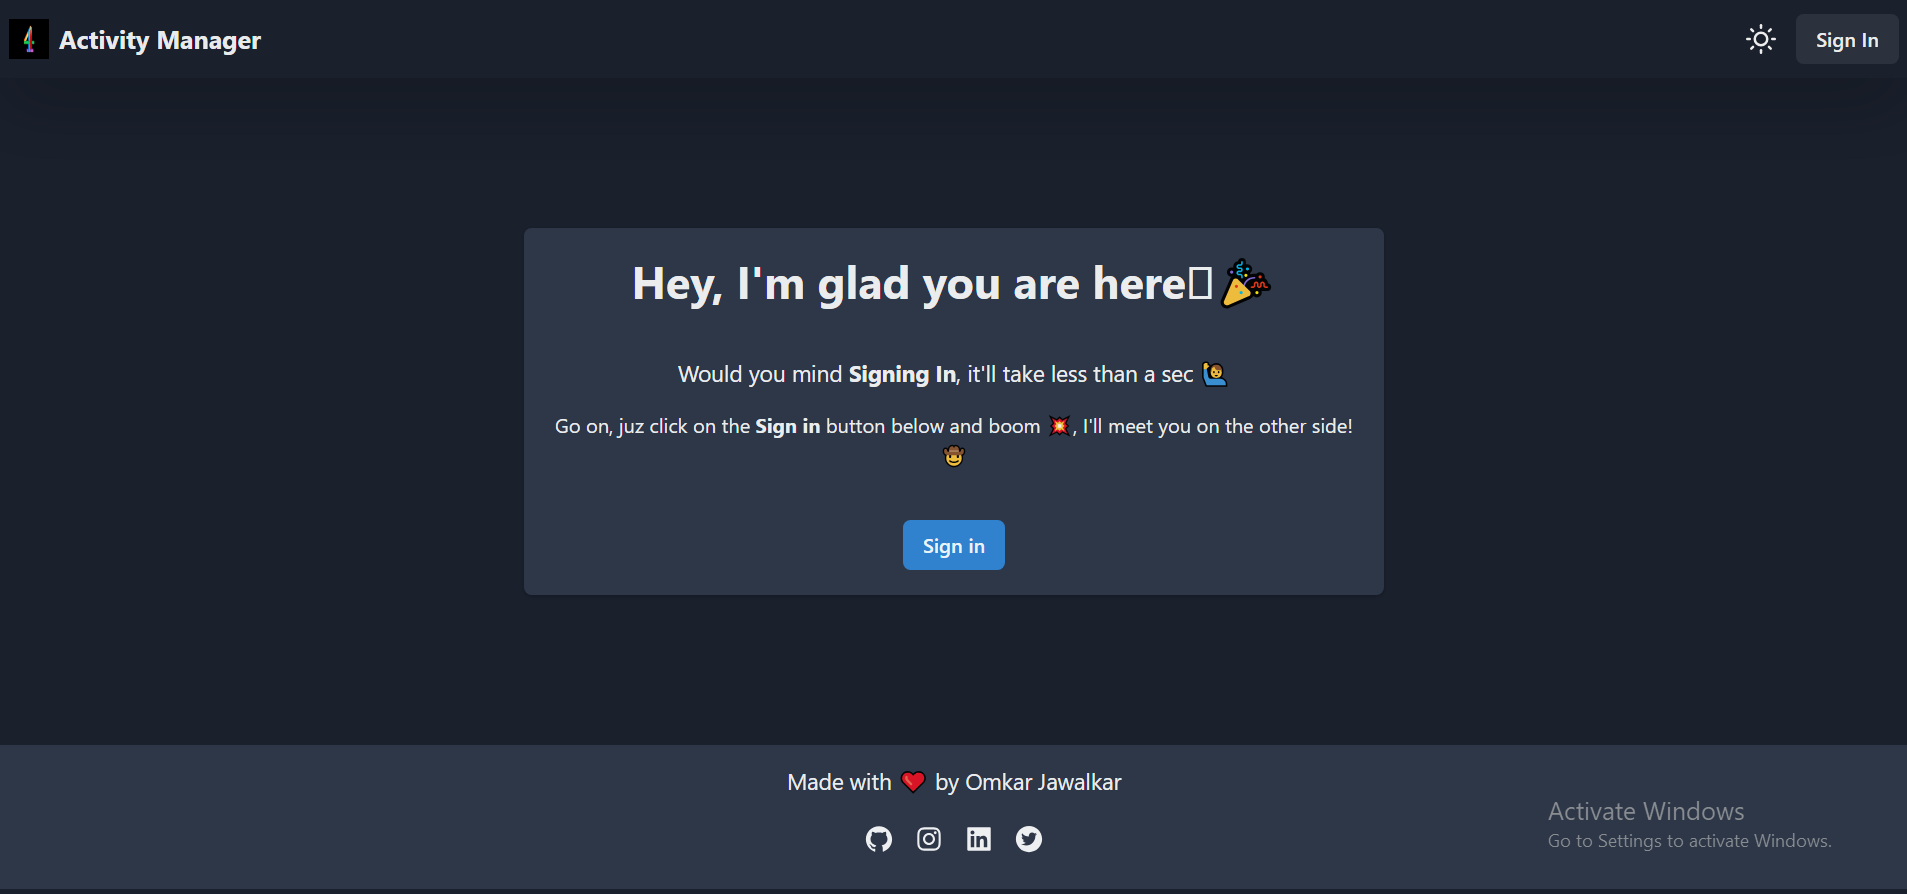 4 Activity Manager
Sign In
Hey, I'm glad you are here🎉
Would you mind Signing In, it'll take less than a sec 🙋
Go on, juz click on the Sign in button below and boom 💥, I'll meet you on the other side!
🤠
Sign in
Made with ❤️ by Omkar Jawalkar
in
Activate Windows
Go to Settings to activate Windows.